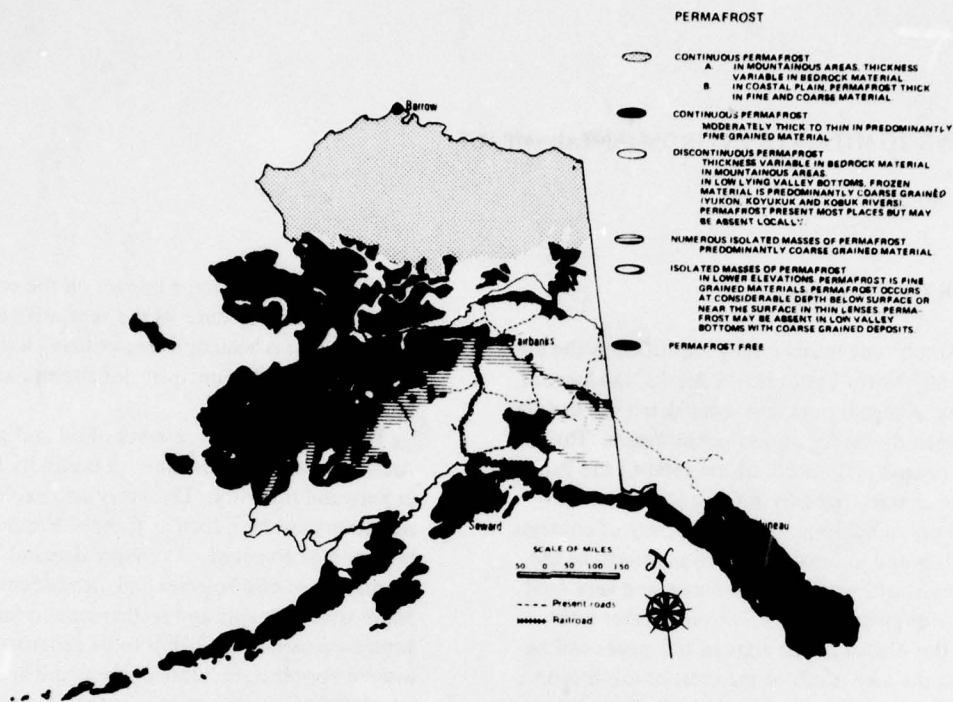 PERMAFROST
CONTINUOUS PERMAFROST
A. IN MOUNTAINOUS AREAS, THICKNESS
VARIABLE IN BEDROCK MATERIAL
B. IN COASTAL PLAIN, PERMAFROST THICK
IN FINE AND COARSE MATERIAL.
CONTINUOUS PERMAFROST
MODERATELY THICK TO THIN IN PREDOMINANTLY
FINE GRAINED MATERIAL
DISCONTINUOUS PERMAFROST
THICKNESS VARIABLE IN BEDROCK MATERIAL
IN MOUNTAINOUS AREAS.
IN LOW LYING VALLEY BOTTOMS, FROZEN
MATERIAL IS PREDOMINANTLY COARSE GRAINED
(YUKON, KOYUKUK AND KOBUK RIVERS).
PERMAFROST PRESENT MOST PLACES BUT MAY
BE ABSENT LOCALLY.
NUMEROUS ISOLATED MASSES OF PERMAFROST
PREDOMINANTLY COARSE GRAINED MATERIAL
ISOLATED MASSES OF PERMAFROST
IN LOWER ELEVATIONS, PERMAFROST IS FINE
GRAINED MATERIALS. PERMAFROST OCCURS
AT CONSIDERABLE DEPTH BELOW SURFACE OR
NEAR THE SURFACE IN THIN LENSES. PERMA-
FROST MAY BE ABSENT IN LOW VALLEY
BOTTOMS WITH COARSE GRAINED DEPOSITS.
PERMAFROST FREE
Barrow
Fairbanks
Seward
Juneau
SCALE OF MILES
50 0 50 100 150
Present roads
Railroad
N